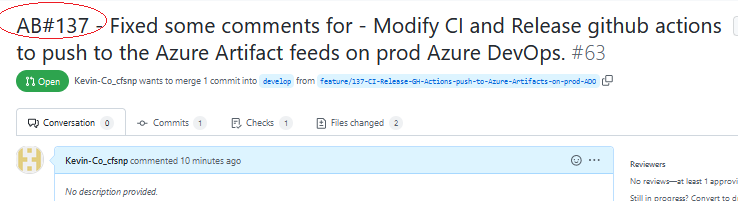 AB#137 - Fixed some comments for - Modify CI and Release github actions
to push to the Azure Artifact feeds on prod Azure DevOps. #63
Open Kevin-Co_cfsnp wants to merge 1 commit into develop from feature/137-CI-Release-GH-Actions-push-to-Azure-Artifacts-on-prod-ADO
Conversation 0 Commits 1 Checks 1 Files changed 2
Kevin-Co_cfsnp commented 10 minutes ago
Reviewers
No reviews—at least 1 approvi
No description provided.
Still in progress? Convert to d